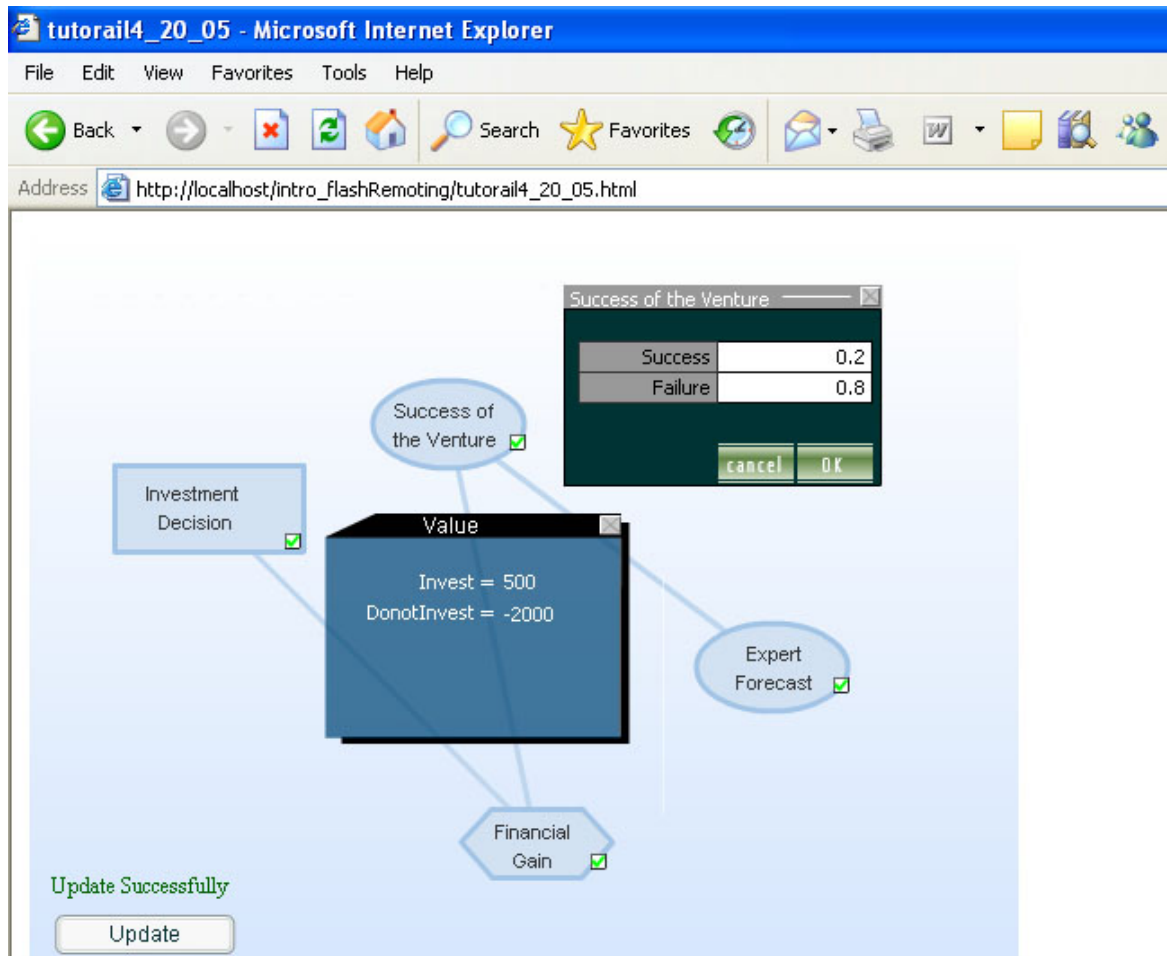 tutorail4_20_05 - Microsoft Internet Explorer
File Edit View Favorites Tools Help
Back Search Favorites
Address http://localhost/intro_flashRemoting/tutorail4_20_05.html
Success of the Venture
Success 0.2
Failure 0.8
cancel OK
Success of
the Venture
Investment
Decision
Value
Invest = 500
DonotInvest = -2000
Expert
Forecast
Financial
Gain
Update Successfully
Update